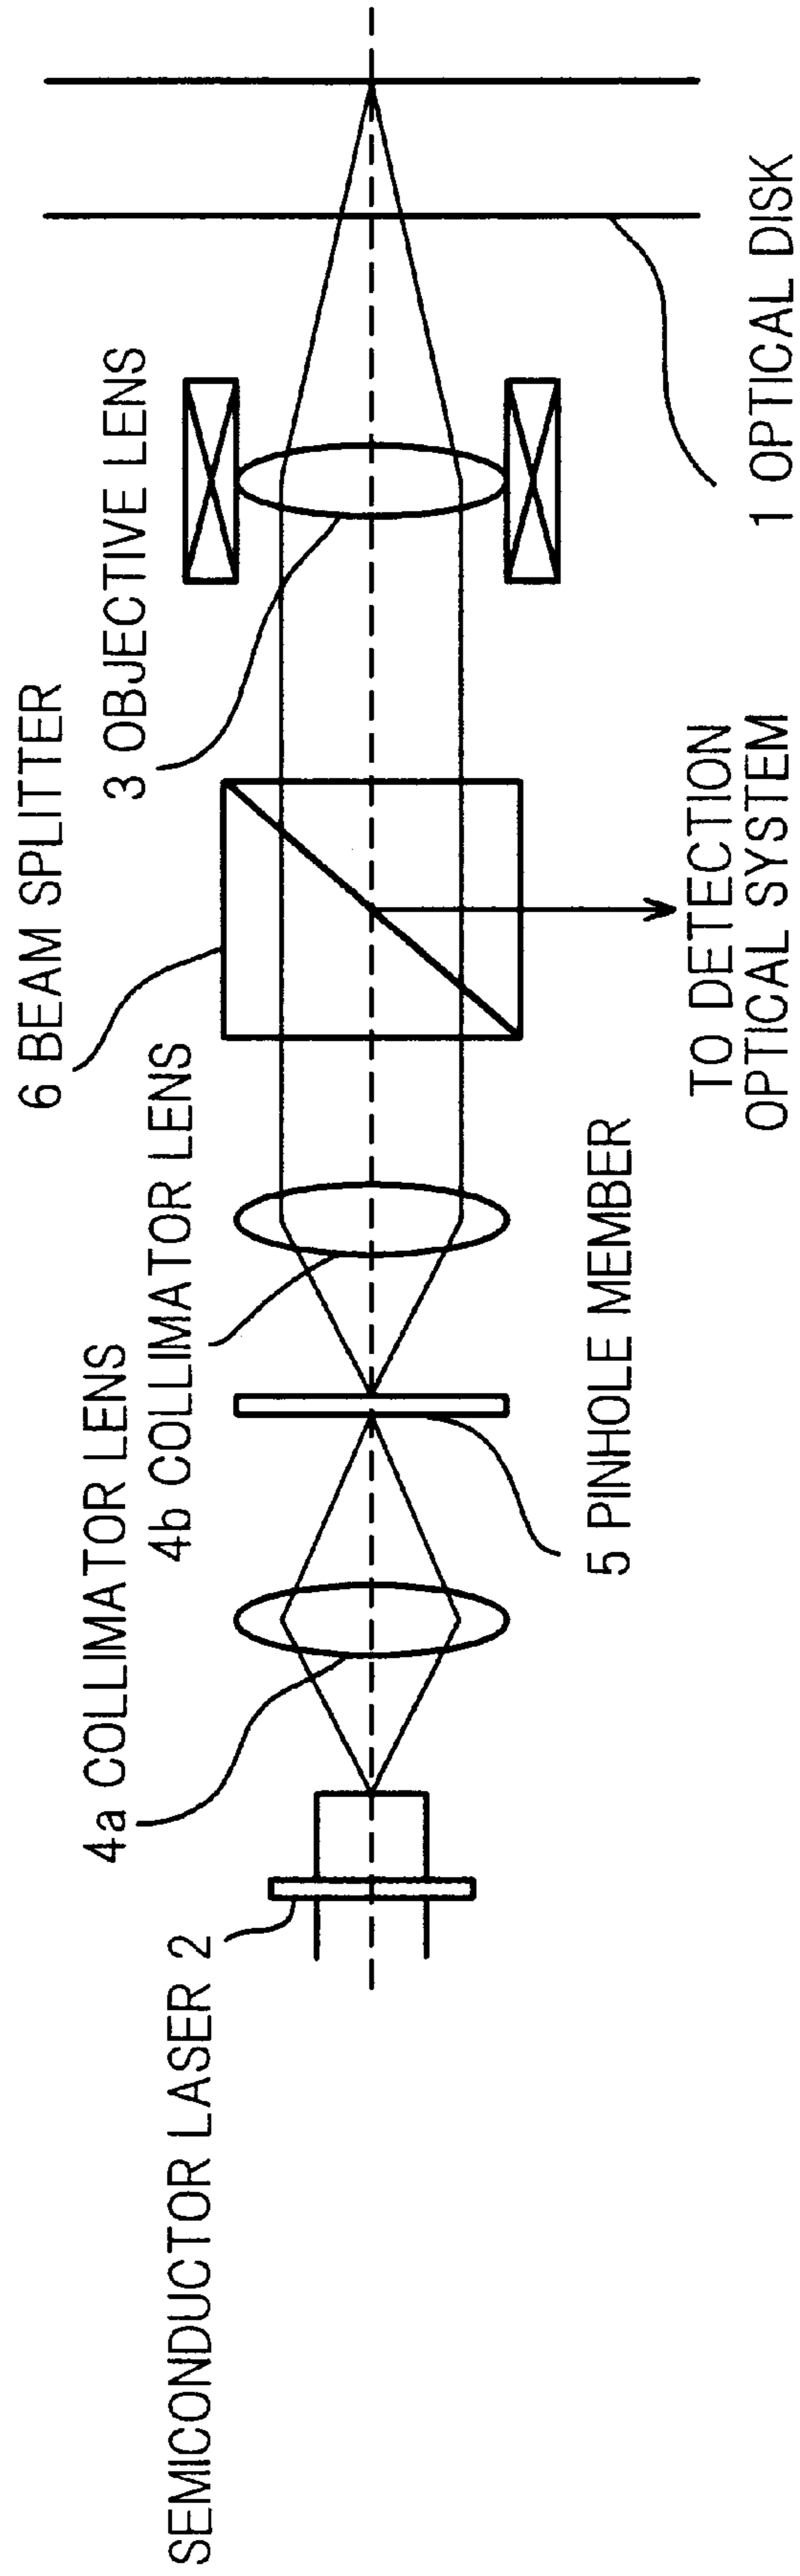 SEMICONDUCTOR LASER 2
4a COLLIMATOR LENS
4b COLLIMATOR LENS
6 BEAM SPLITTER
3 OBJECTIVE LENS
5 PINHOLE MEMBER
TO DETECTION
OPTICAL SYSTEM
1 OPTICAL DISK